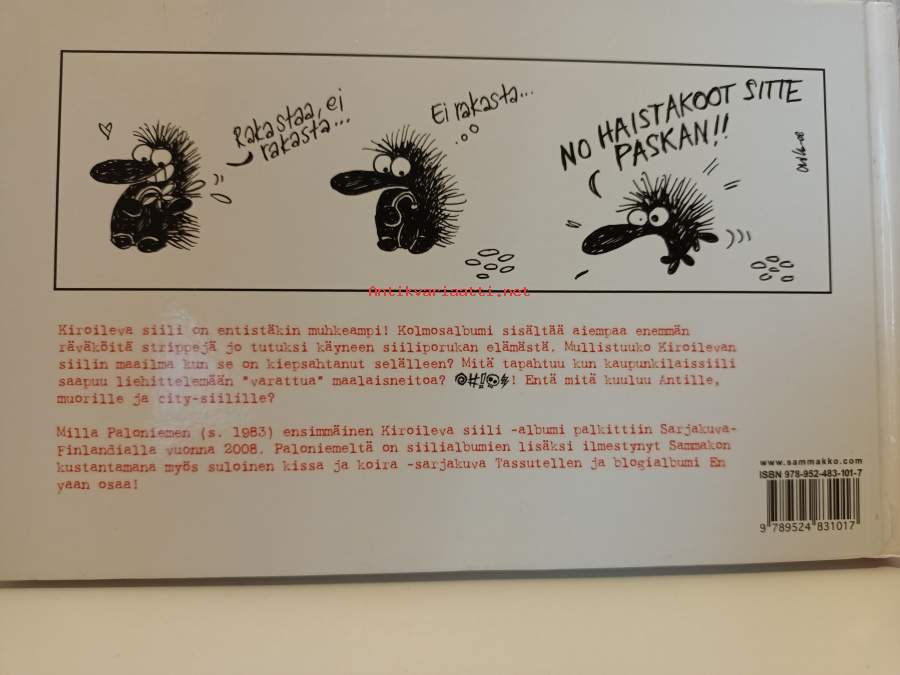 Rakastaa, ei
rakasta...
Ei rakasta...
NO HAISTAKOOT SITTE
PASKAN!!
Antikvariaatti.net
Kiroileva siili on entistäkin muhkeampi! Kolmosalbumi sisältää aiempaa enemmän
räväköitä strippejä jo tutuksi käyneen siiliporukan elämästä. Mullistuuko Kiroilevan
siilin maailma kun se on kiepsahtanut selälleen? Mitä tapahtuu kun kaupunkilaissiili
saapuu liehittelemään "varattua" maalaisneitoa? @#!! Entä mitä kuuluu Antille,
muorille ja city-siilille?
Milla Paloniemen (s. 1983) ensimmäinen Kiroileva siili -albumi palkittiin Sarjakuva-
Finlandialla vuonna 2008. Paloniemeltä on siilialbumien lisäksi ilmestynyt Sammakon
kustantamana myös suloinen kissa ja koira -sarjakuva Tassutellen ja blogialbumi En
vaan osaa!
www.sammakko.com
ISBN 978-952-483-101-7
9 789524 831017